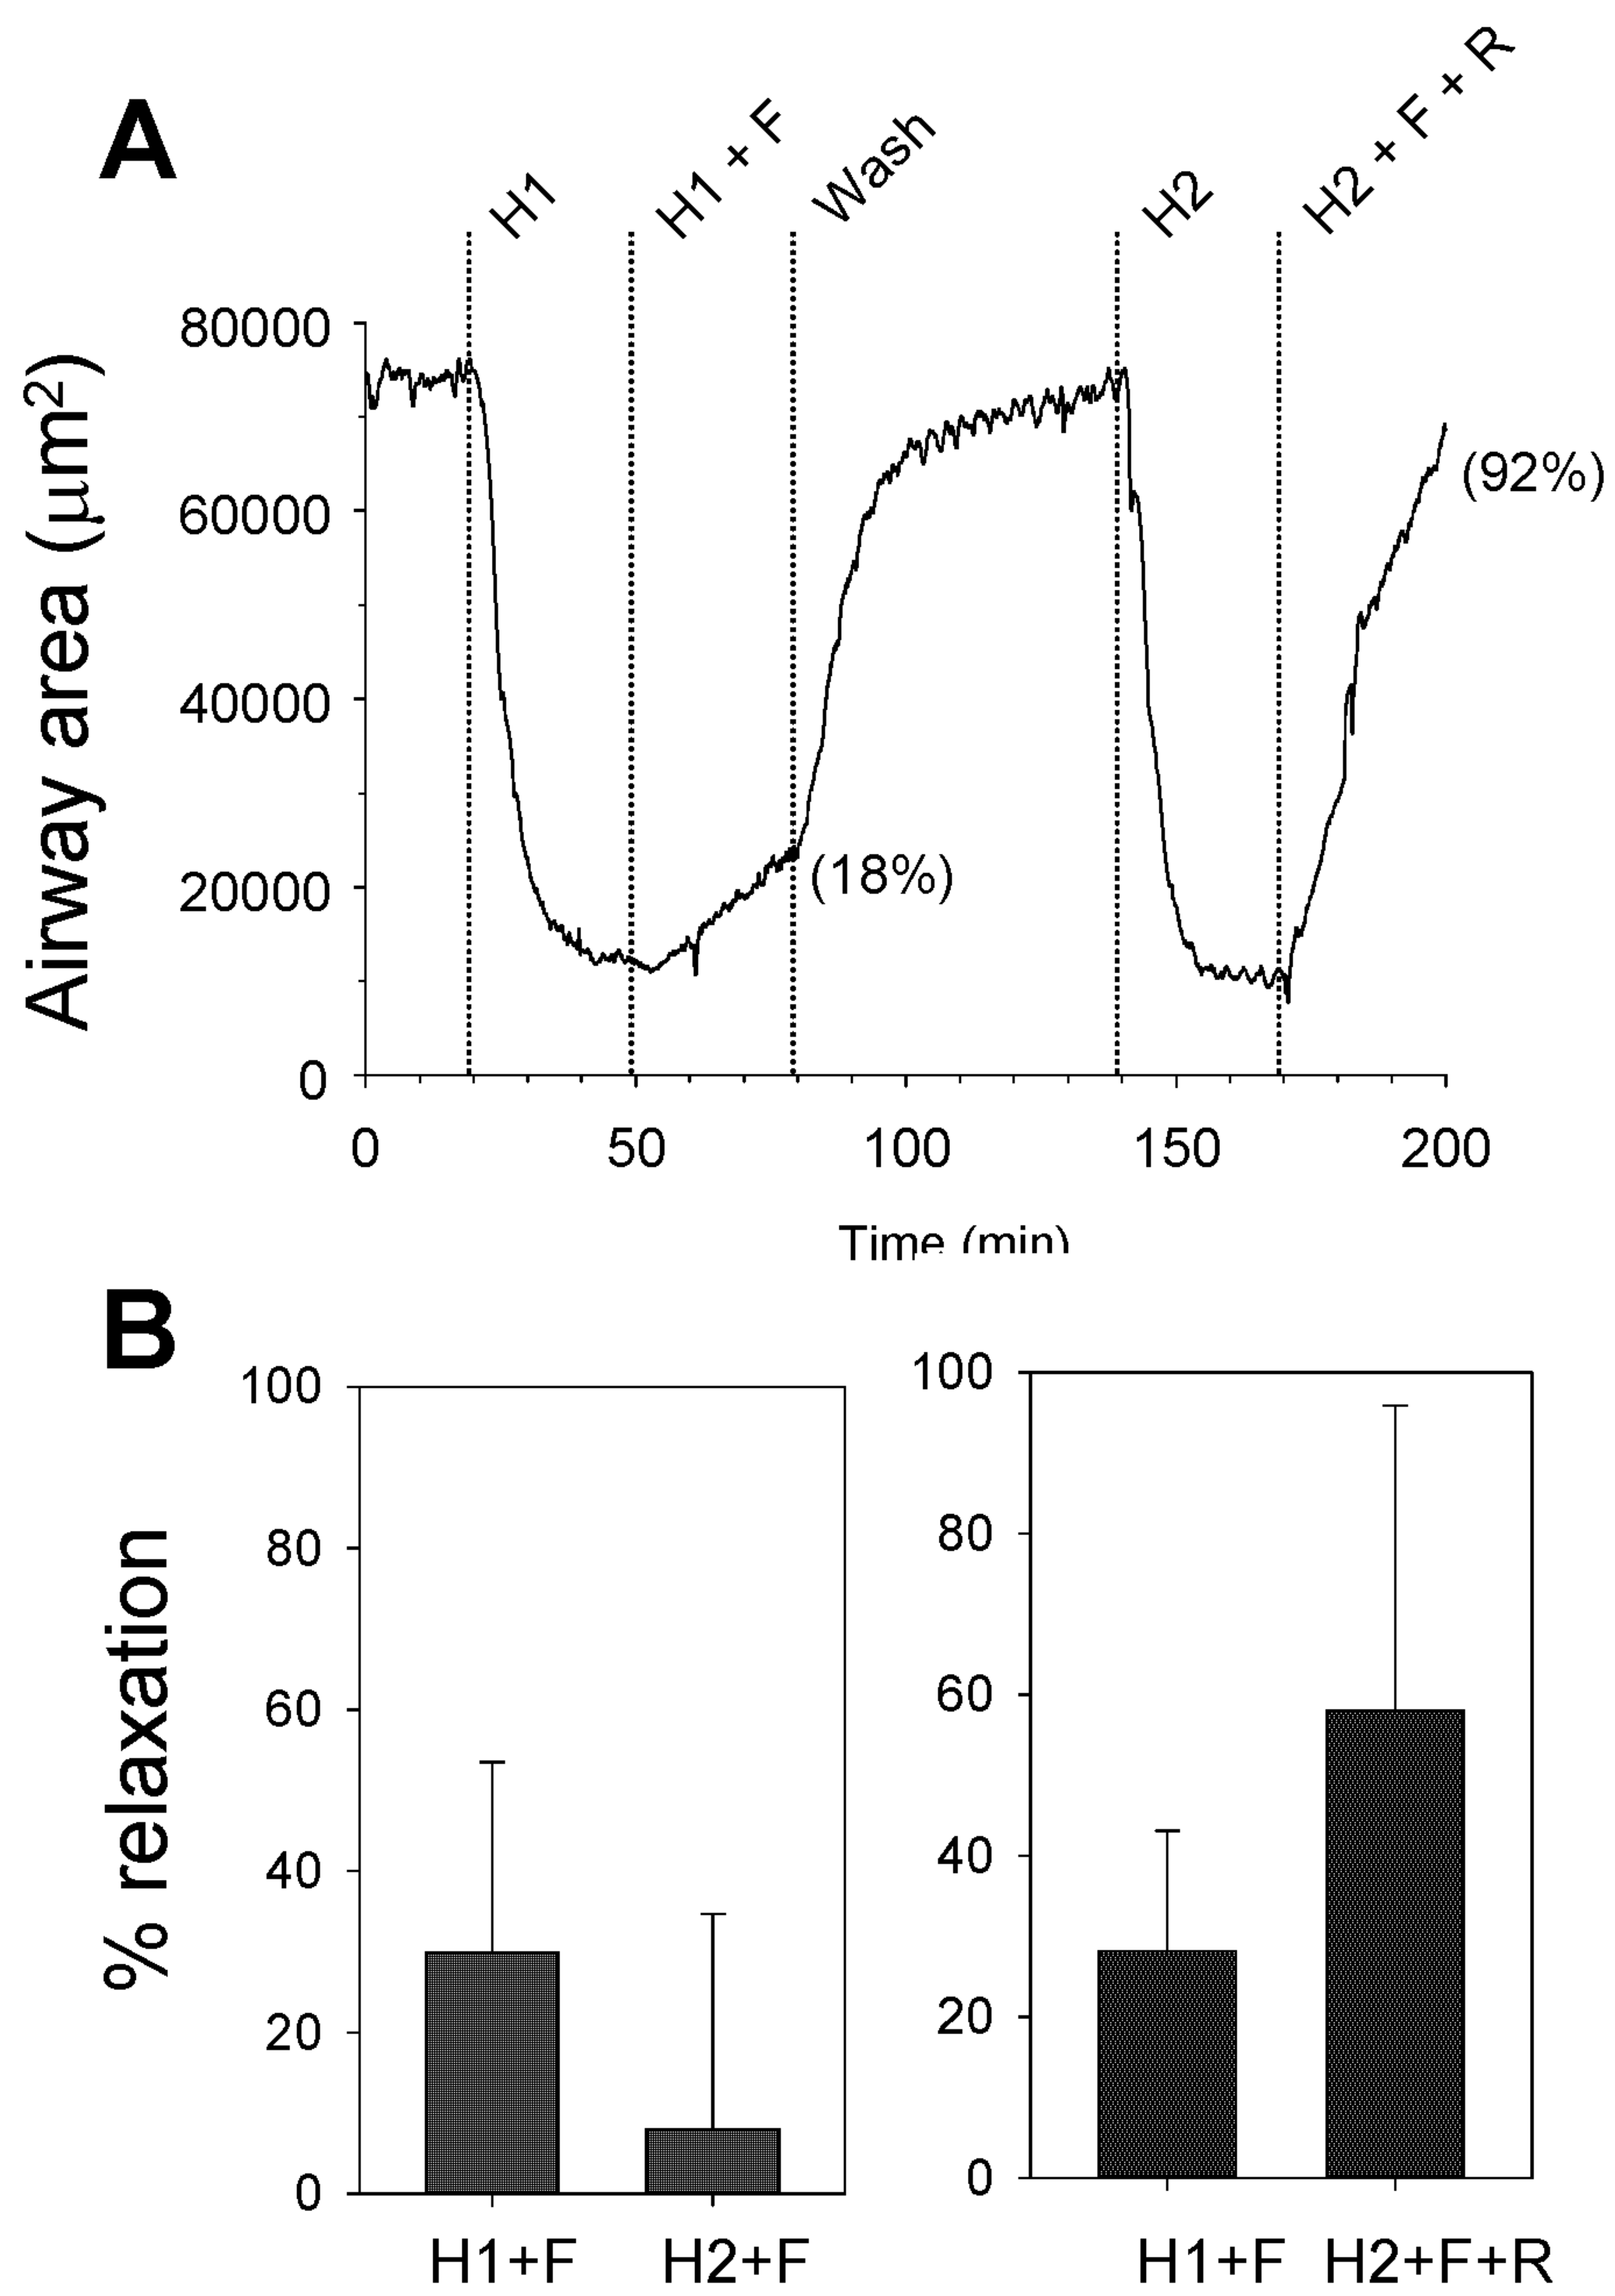 A
H1
H1 + F
Wash
H2
H2 + F + R
Airway area (μm²)
80000
60000
40000
20000
0
(92%)
(18%)
0 50 100 150 200
Time (min)
B
% relaxation
100
80
60
40
20
0
H1+F H2+F
100
80
60
40
20
0
H1+F H2+F+R